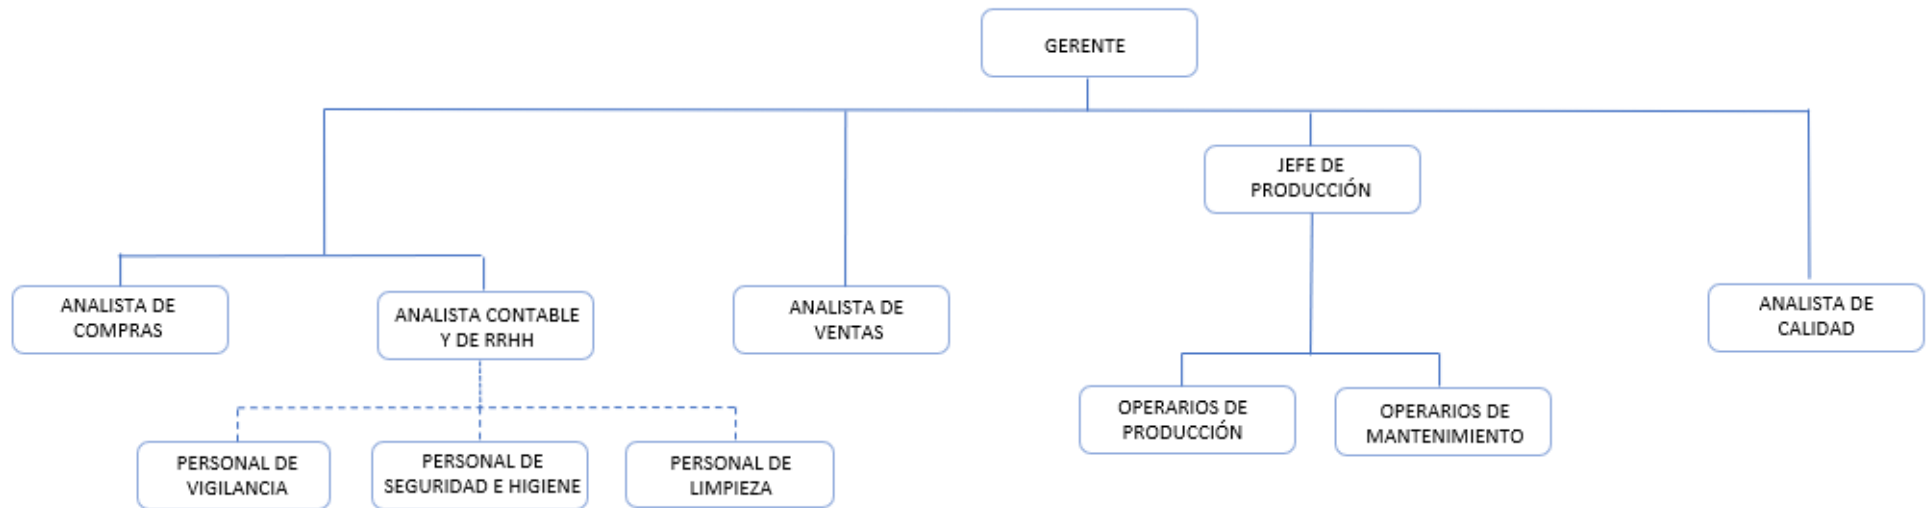 GERENTE
JEFE DE
PRODUCCIÓN
ANALISTA DE
COMPRAS
ANALISTA CONTABLE
Y DE RRHH
ANALISTA DE
VENTAS
ANALISTA DE
CALIDAD
OPERARIOS DE
PRODUCCIÓN
OPERARIOS DE
MANTENIMIENTO
PERSONAL DE
VIGILANCIA
PERSONAL DE
SEGURIDAD E HIGIENE
PERSONAL DE
LIMPIEZA